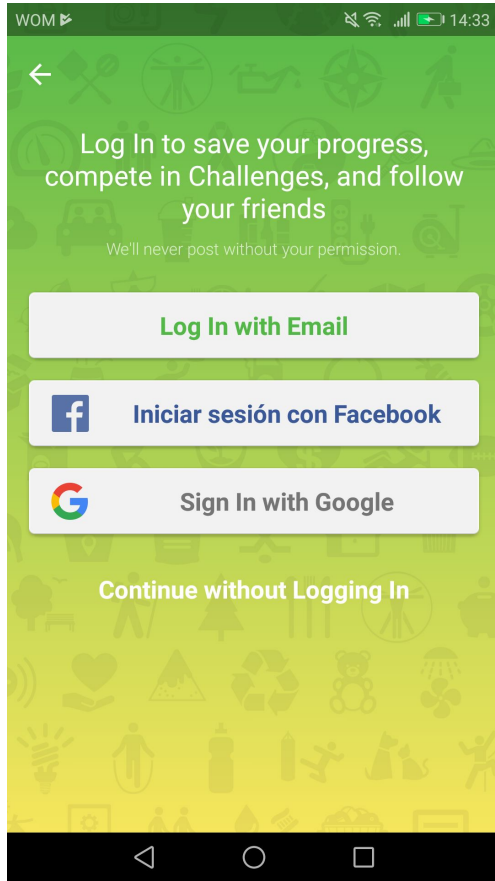 WOM
14:33
Log In to save your progress,
compete in Challenges, and follow
your friends
We'll never post without your permission.
Log In with Email
Iniciar sesión con Facebook
Sign In with Google
Continue without Logging In